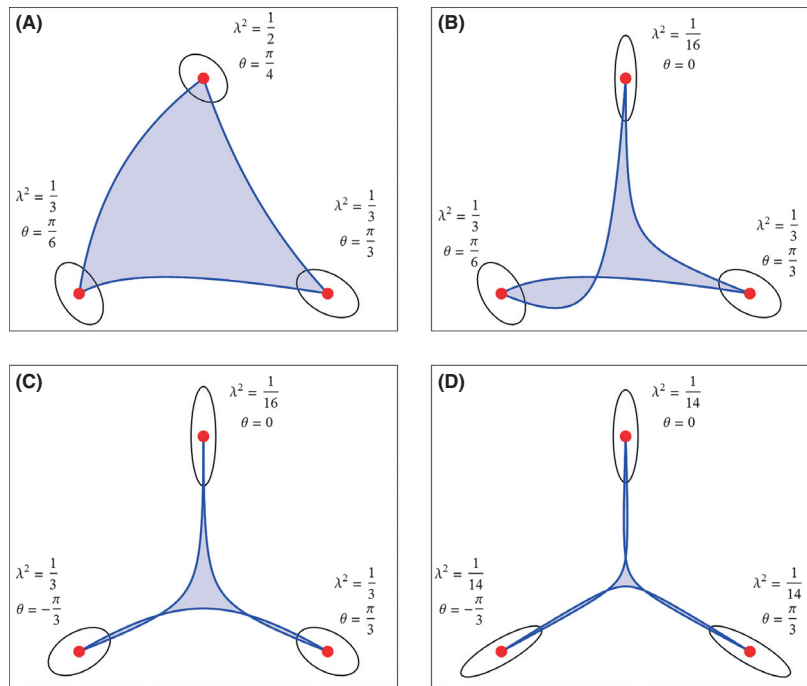 (A)
λ² = 1/2
θ = π/4
λ² = 1/3
θ = π/6
λ² = 1/3
θ = π/3
(B)
λ² = 1/16
θ = 0
λ² = 1/3
θ = π/6
λ² = 1/3
θ = π/3
(C)
λ² = 1/16
θ = 0
λ² = 1/3
θ = −π/3
λ² = 1/3
θ = π/3
(D)
λ² = 1/14
θ = 0
λ² = 1/14
θ = −π/3
λ² = 1/14
θ = π/3